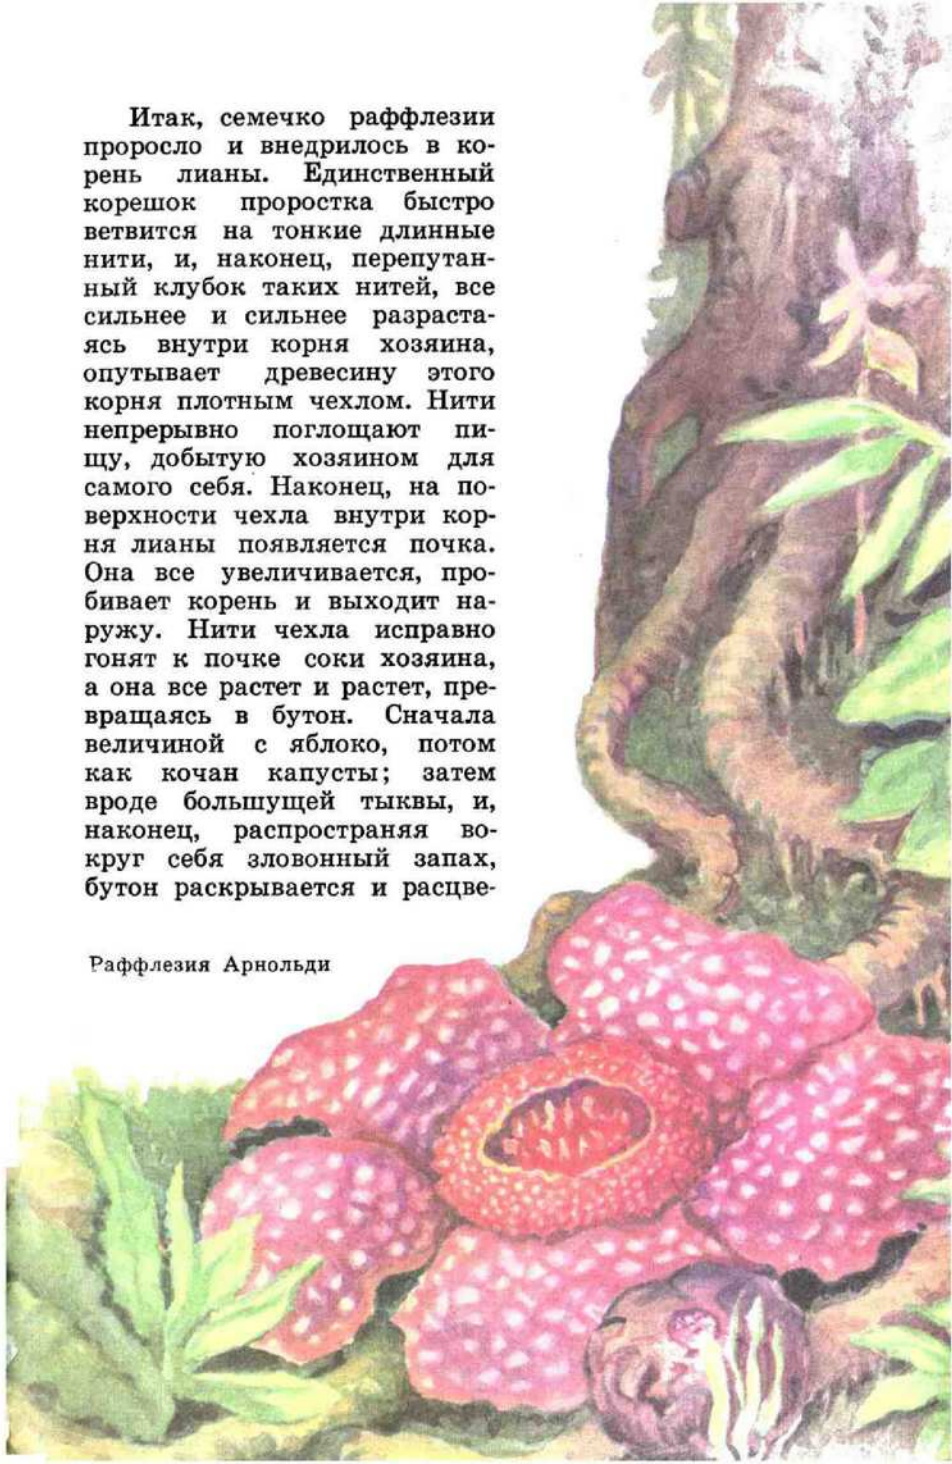 Итак, семечко раффлезии
проросло и внедрилось в ко-
рень лианы. Единственный
корешок проростка быстро
ветвится на тонкие длинные
нити, и, наконец, перепутан-
ный клубок таких нитей, все
сильнее и сильнее разраста-
ясь внутри корня хозяина,
опутывает древесину этого
корня плотным чехлом. Нити
непрерывно поглощают пи-
щу, добытую хозяином для
самого себя. Наконец, на по-
верхности чехла внутри кор-
ня лианы появляется почка.
Она все увеличивается, про-
бивает корень и выходит на-
ружу. Нити чехла исправно
гонят к почке соки хозяина,
а она все растет и растет, пре-
вращаясь в бутон. Сначала
величиной с яблоко, потом
как кочан капусты; затем
вроде большущей тыквы, и,
наконец, распространяя во-
круг себя зловонный запах,
бутон раскрывается и расцве-
Раффлезия Арнольди